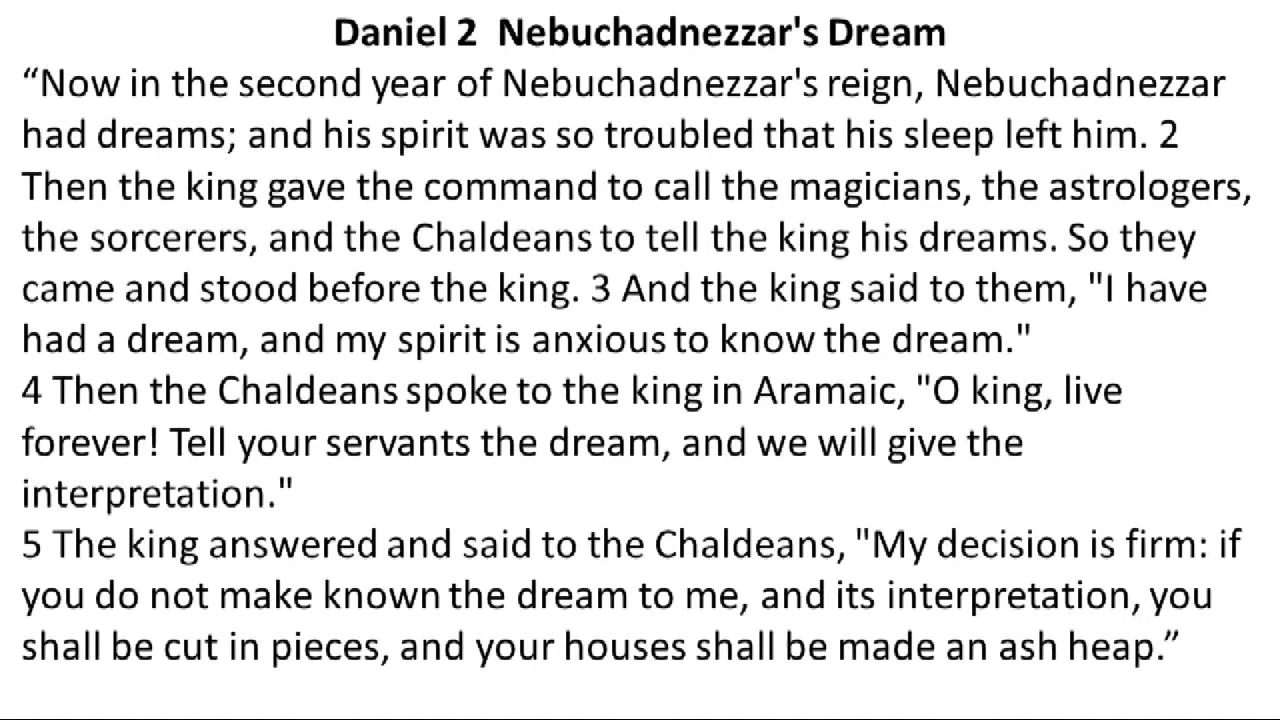 Daniel 2  Nebuchadnezzar's Dream
“Now in the second year of Nebuchadnezzar's reign, Nebuchadnezzar
had dreams; and his spirit was so troubled that his sleep left him. 2
Then the king gave the command to call the magicians, the astrologers,
the sorcerers, and the Chaldeans to tell the king his dreams. So they
came and stood before the king. 3 And the king said to them, "I have
had a dream, and my spirit is anxious to know the dream."
4 Then the Chaldeans spoke to the king in Aramaic, "O king, live
forever! Tell your servants the dream, and we will give the
interpretation."
5 The king answered and said to the Chaldeans, "My decision is firm: if
you do not make known the dream to me, and its interpretation, you
shall be cut in pieces, and your houses shall be made an ash heap.”